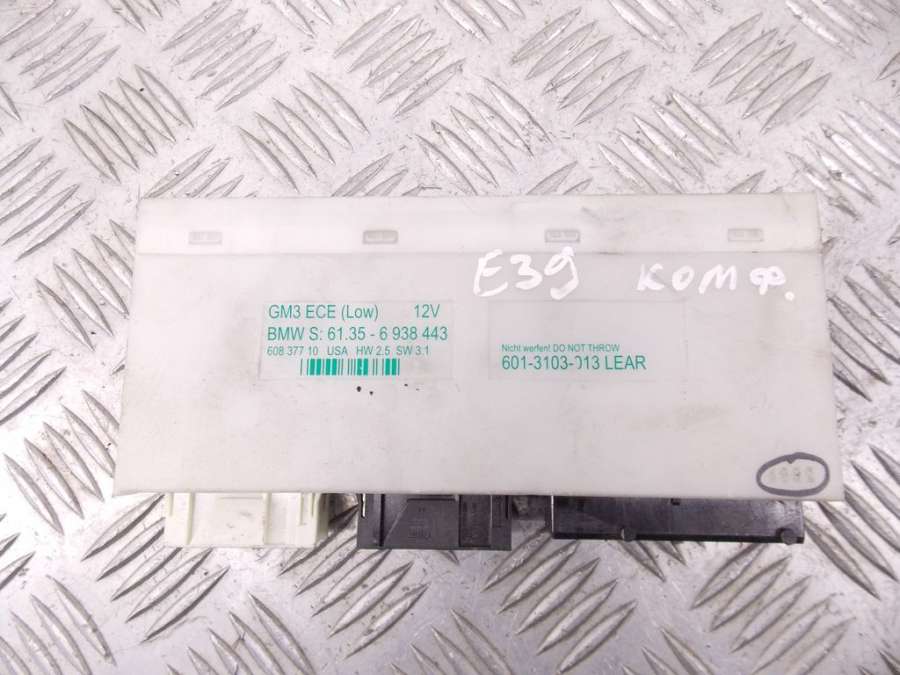 E39 комф.
GM3 ECE (Low) 12V
BMW S: 61.35 - 6 938 443
608 377 10 USA HW 2.5 SW 3.1
Nicht werfen! DO NOT THROW
601-3103-013 LEAR